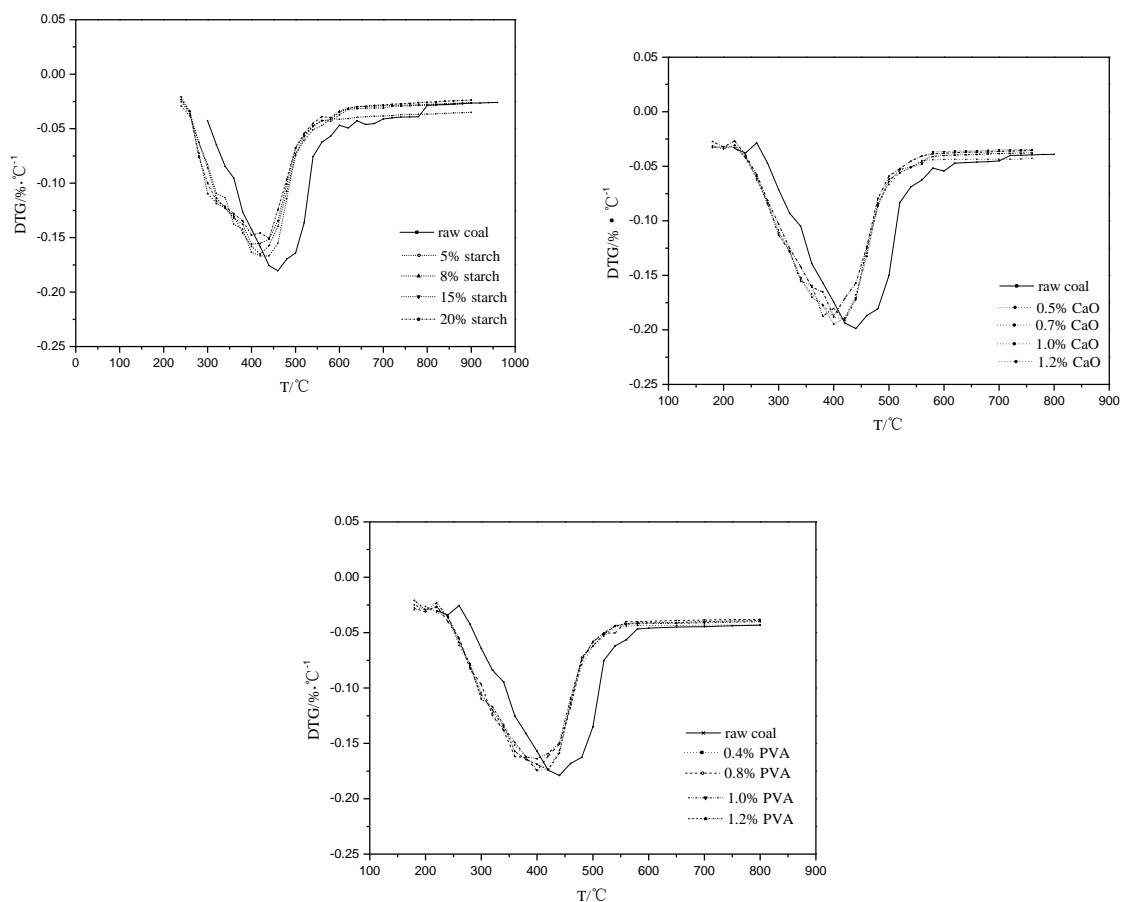 0.05
0.00
-0.05
-0.10
-0.15
-0.20
-0.25
DTG/%·℃⁻¹
raw coal
5% starch
8% starch
15% starch
20% starch
0 100 200 300 400 500 600 700 800 900 1000
T/℃
0.05
0.00
-0.05
-0.10
-0.15
-0.20
-0.25
DTG/% • ℃⁻¹
raw coal
0.5% CaO
0.7% CaO
1.0% CaO
1.2% CaO
100 200 300 400 500 600 700 800 900
T/℃
0.05
0.00
-0.05
-0.10
-0.15
-0.20
-0.25
DTG/%·℃⁻¹
raw coal
0.4% PVA
0.8% PVA
1.0% PVA
1.2% PVA
100 200 300 400 500 600 700 800 900
T/℃